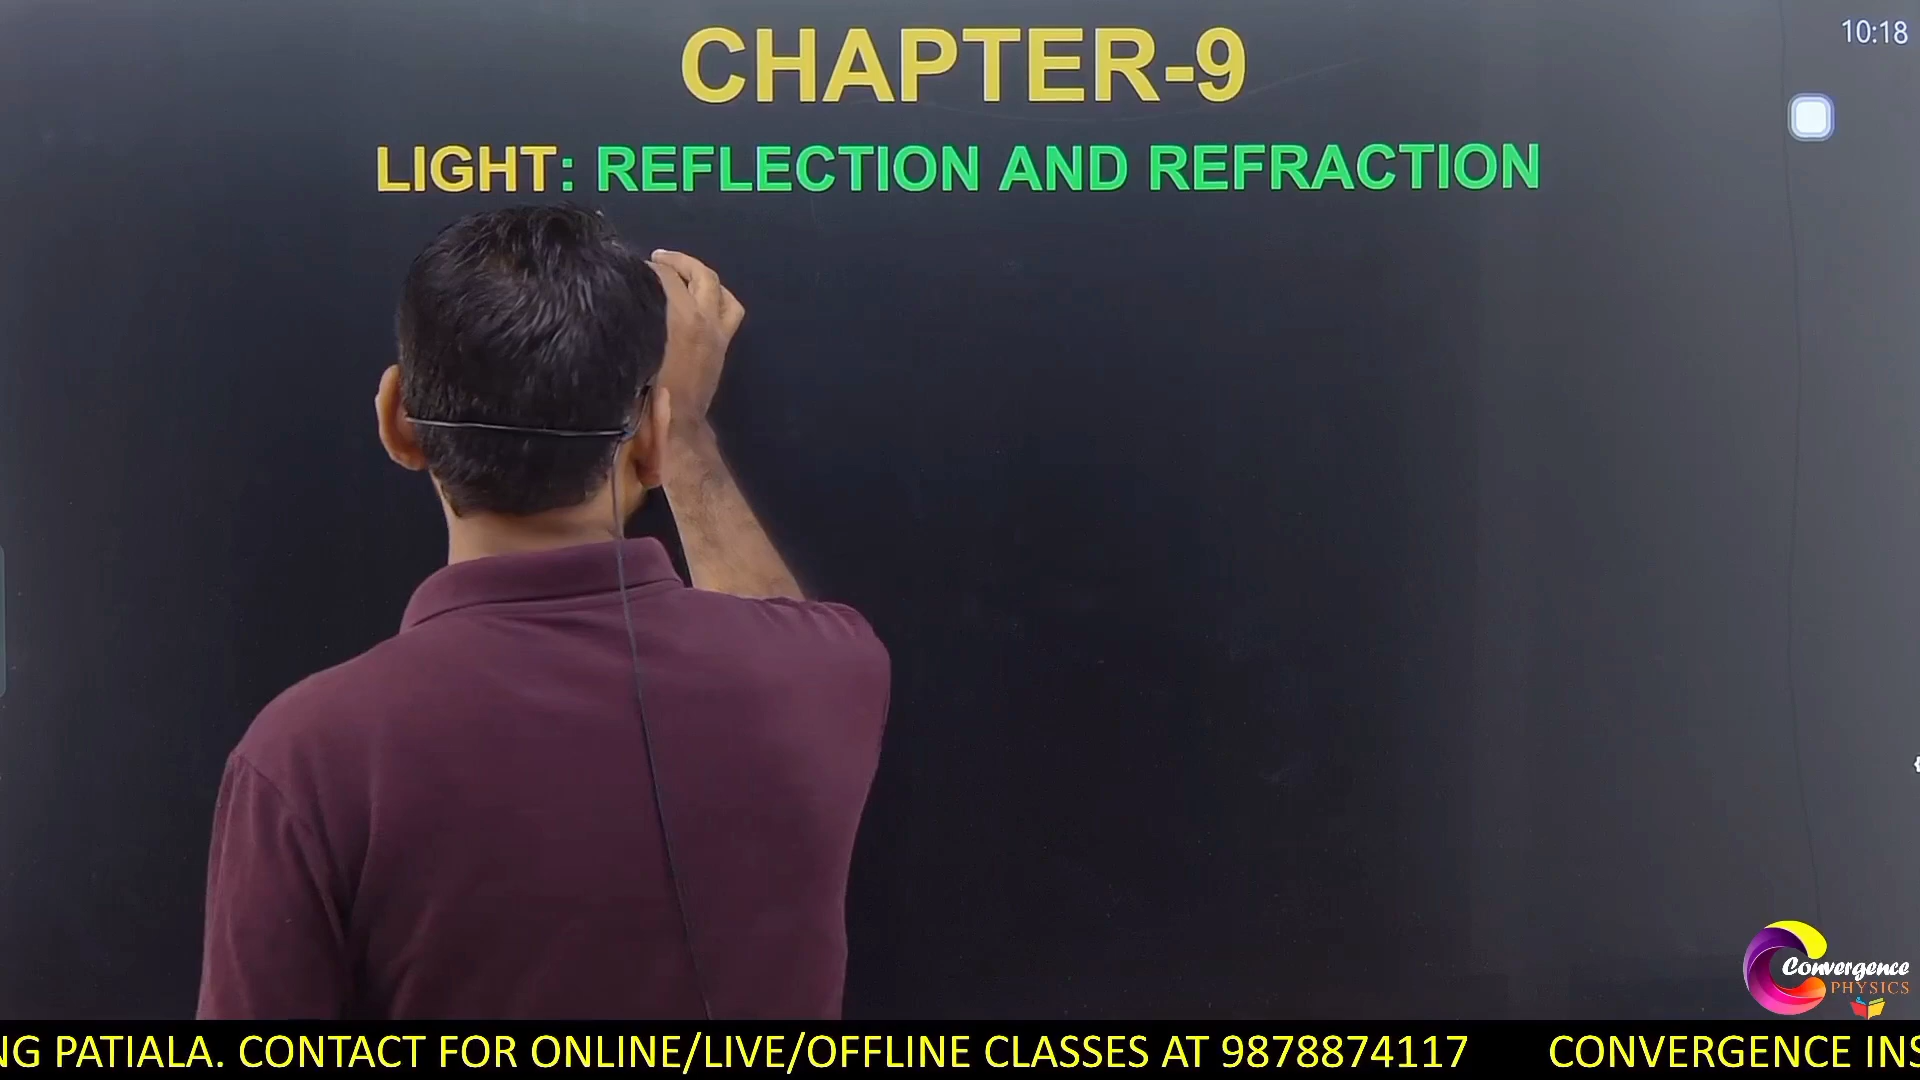 CHAPTER-9
10:18
LIGHT: REFLECTION AND REFRACTION
Convergence
PHYSICS
NG PATIALA. CONTACT FOR ONLINE/LIVE/OFFLINE CLASSES AT 9878874117 CONVERGENCE INS